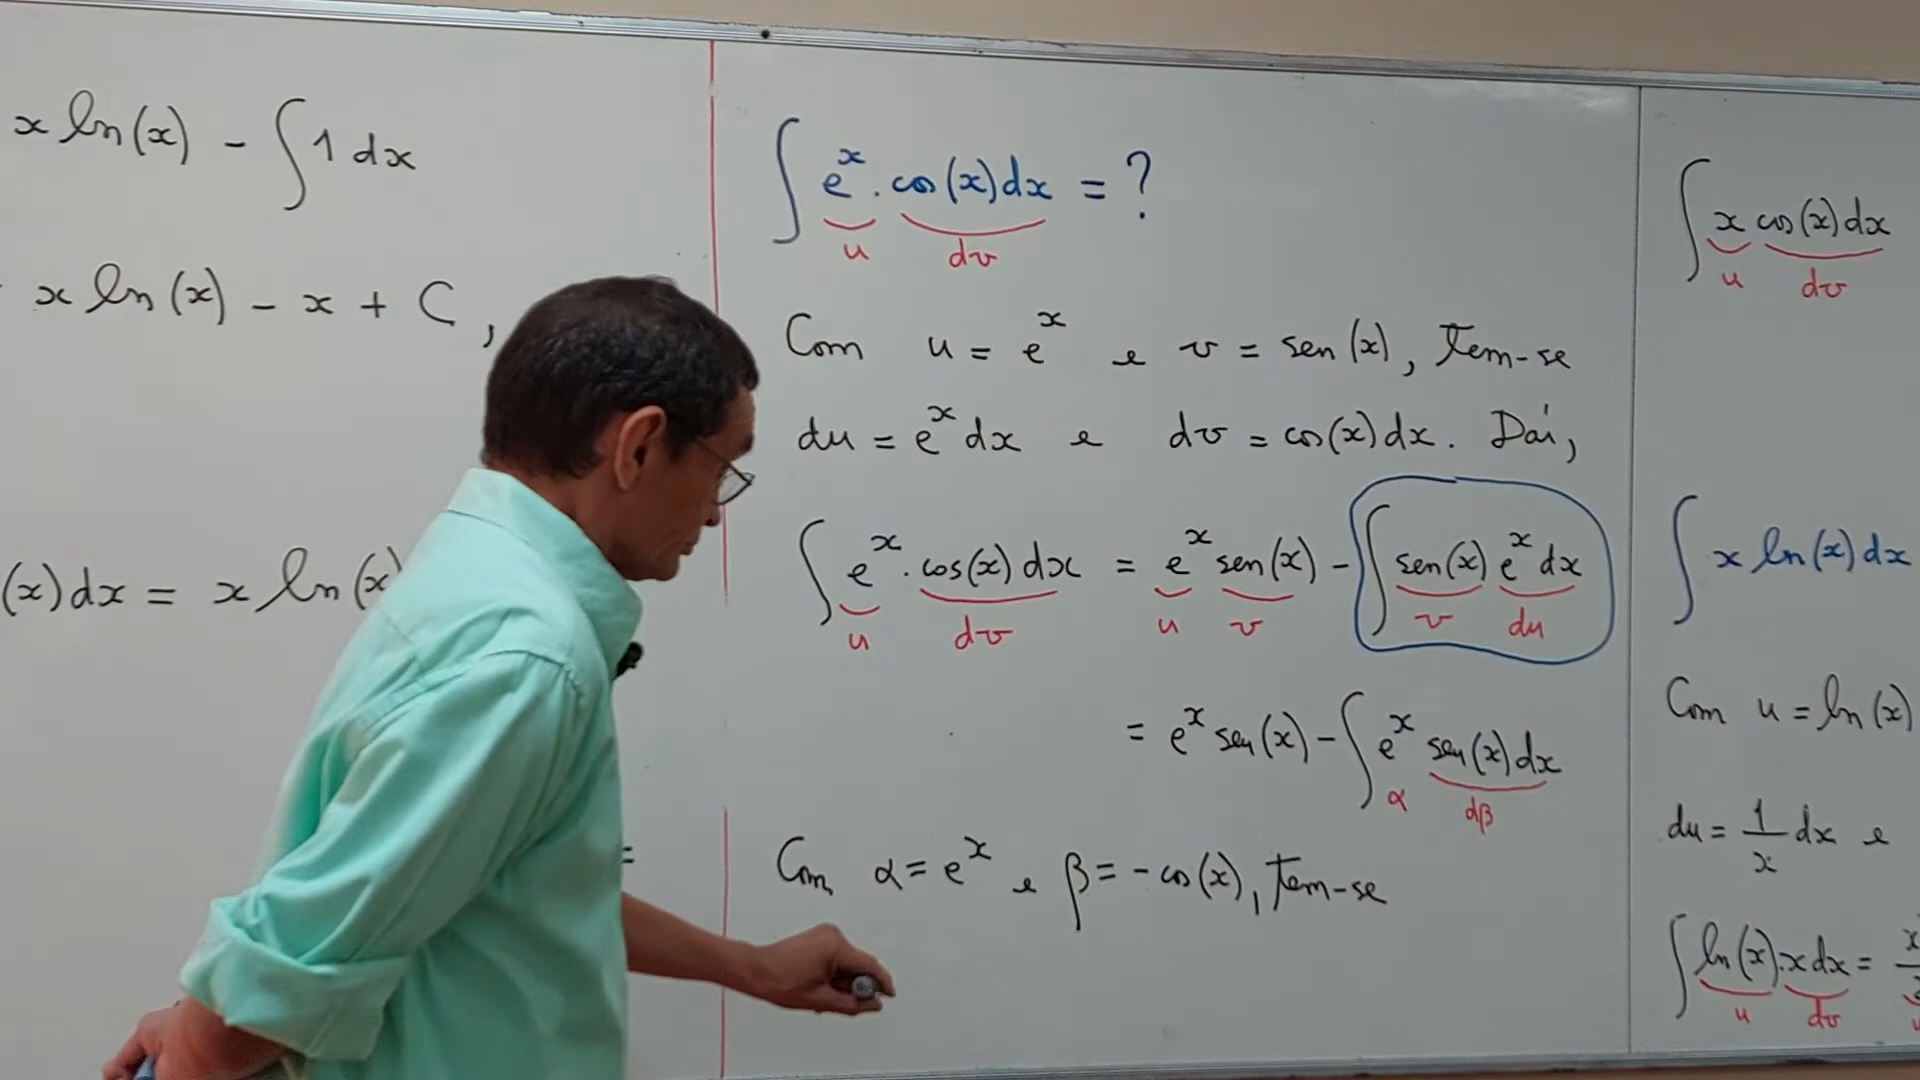 x ln(x) - ∫ 1 dx
x ln(x) - x + C,
(x) dx = x ln(x)
=
∫ e^x . cos(x) dx = ?
u dv
Com u = e^x e v = sen(x), tem-se
du = e^x dx e dv = cos(x) dx. Daí,
∫ e^x . cos(x) dx = e^x sen(x) - ∫ sen(x) e^x dx
u dv u v v du
= e^x sen(x) - ∫ e^x sen(x) dx
α dβ
Com α = e^x e β = - cos(x), tem-se
∫ x cos(x) dx
u dv
∫ x ln(x) dx
Com u = ln(x)
du = 1/x dx e
∫ ln(x).x dx =
u dv